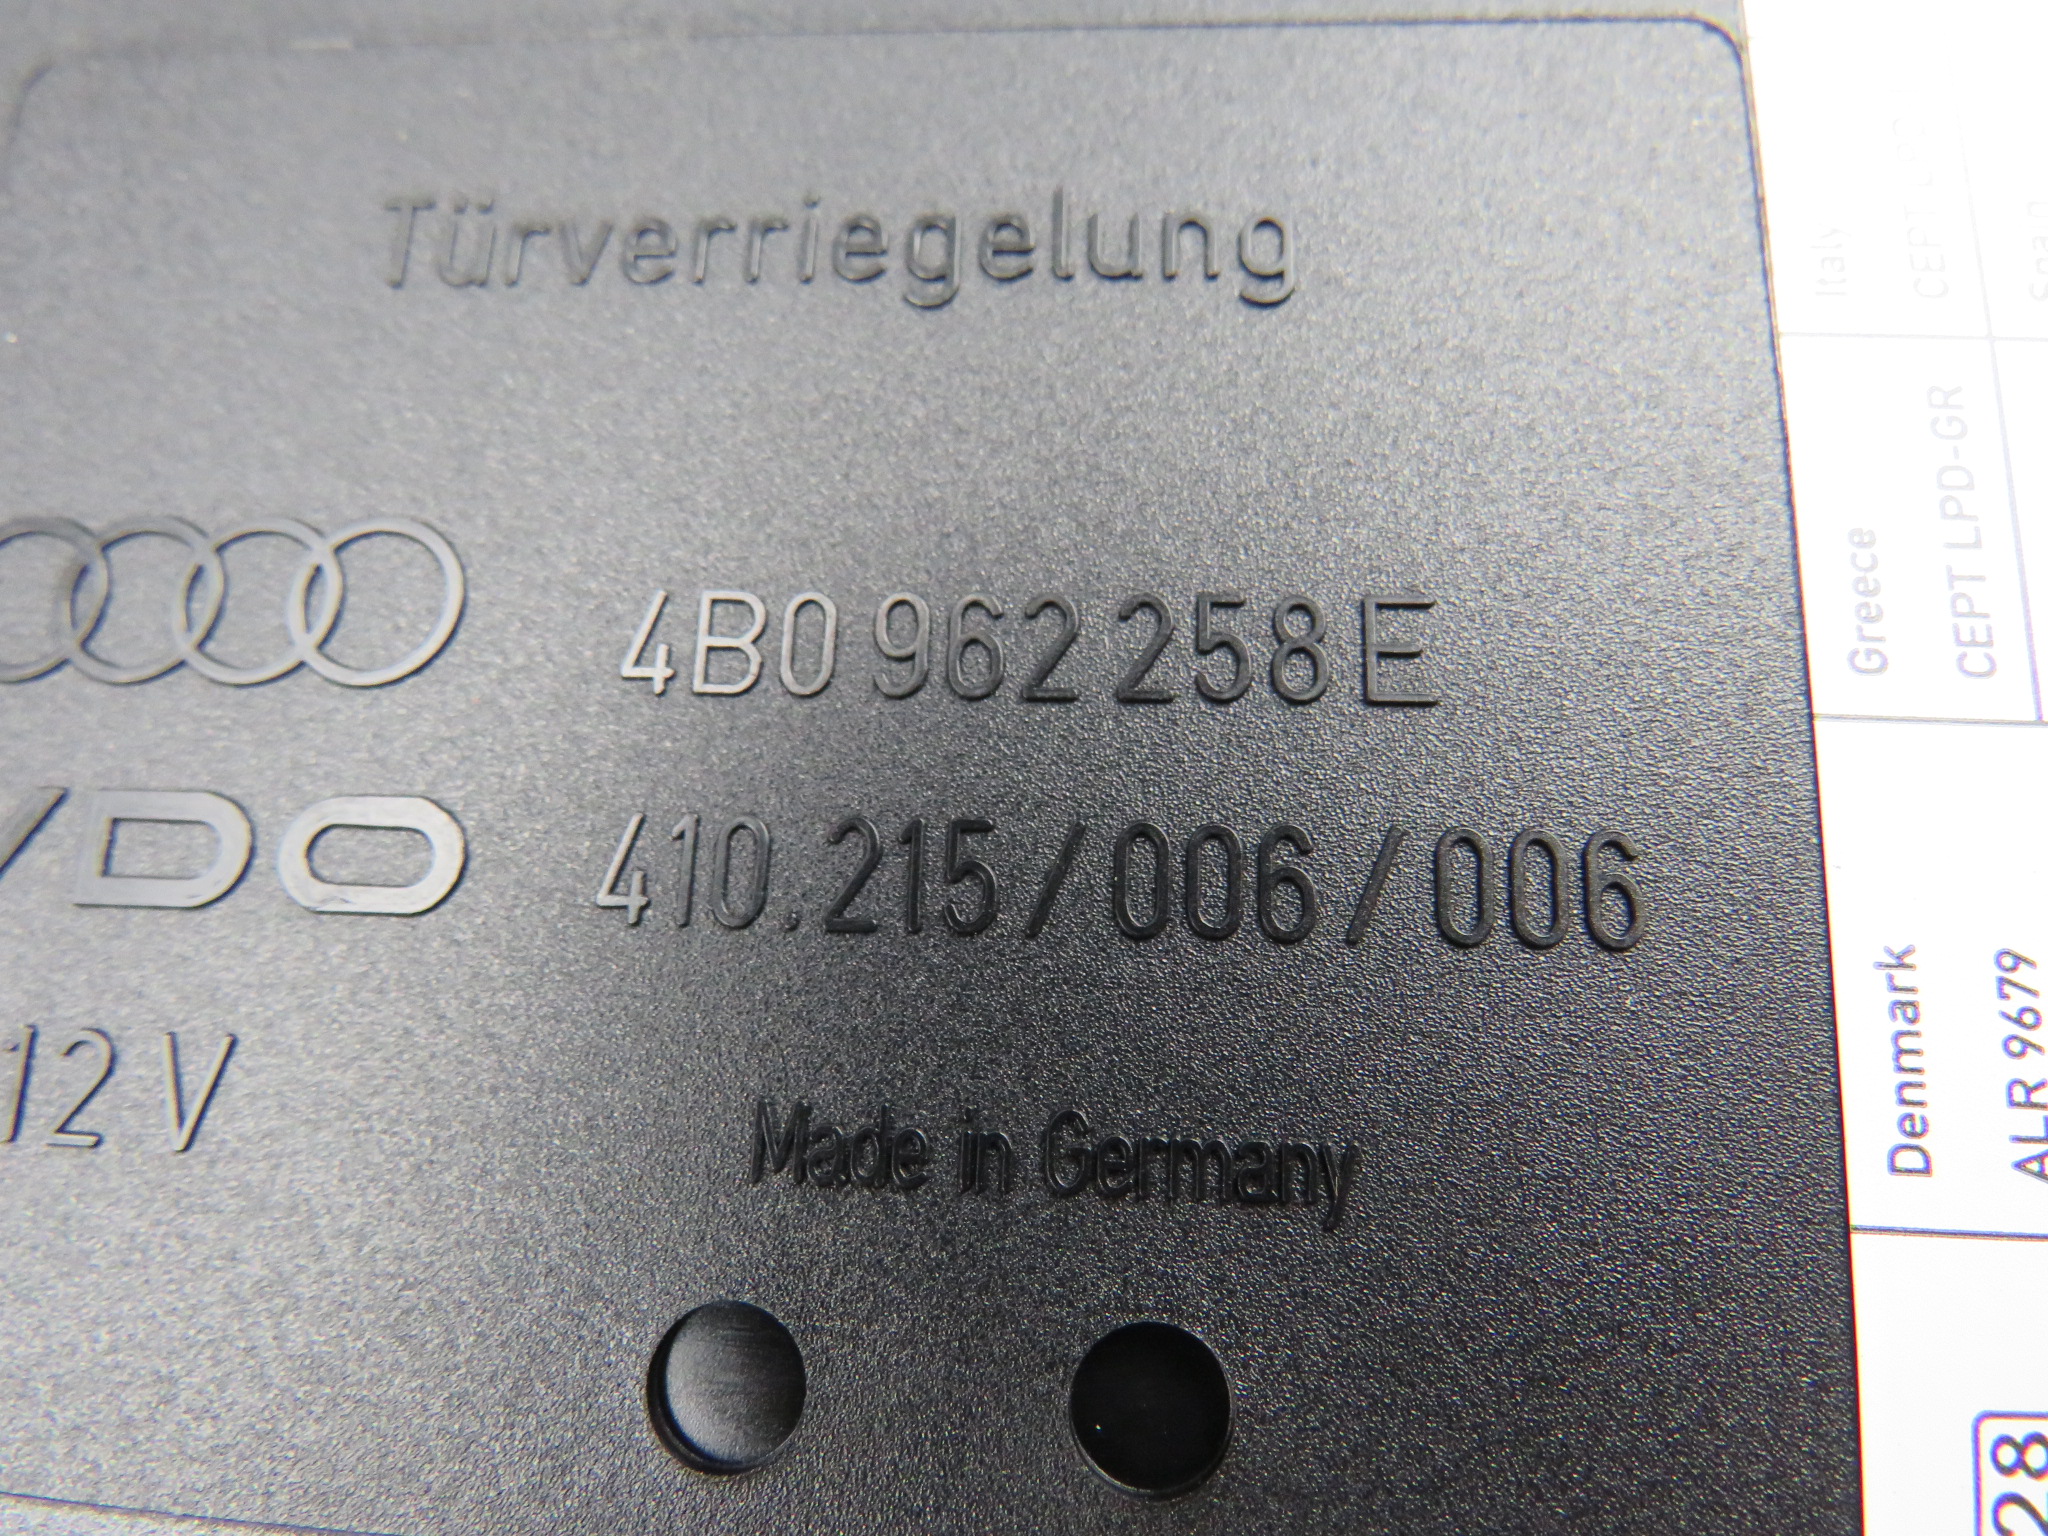 Türverriegelung
4B0 962 258 E
VDO 410.215/006/006
12 V
Made in Germany
Italy
Greece
CEPT LPD-GR
Denmark
ALR 9679
28